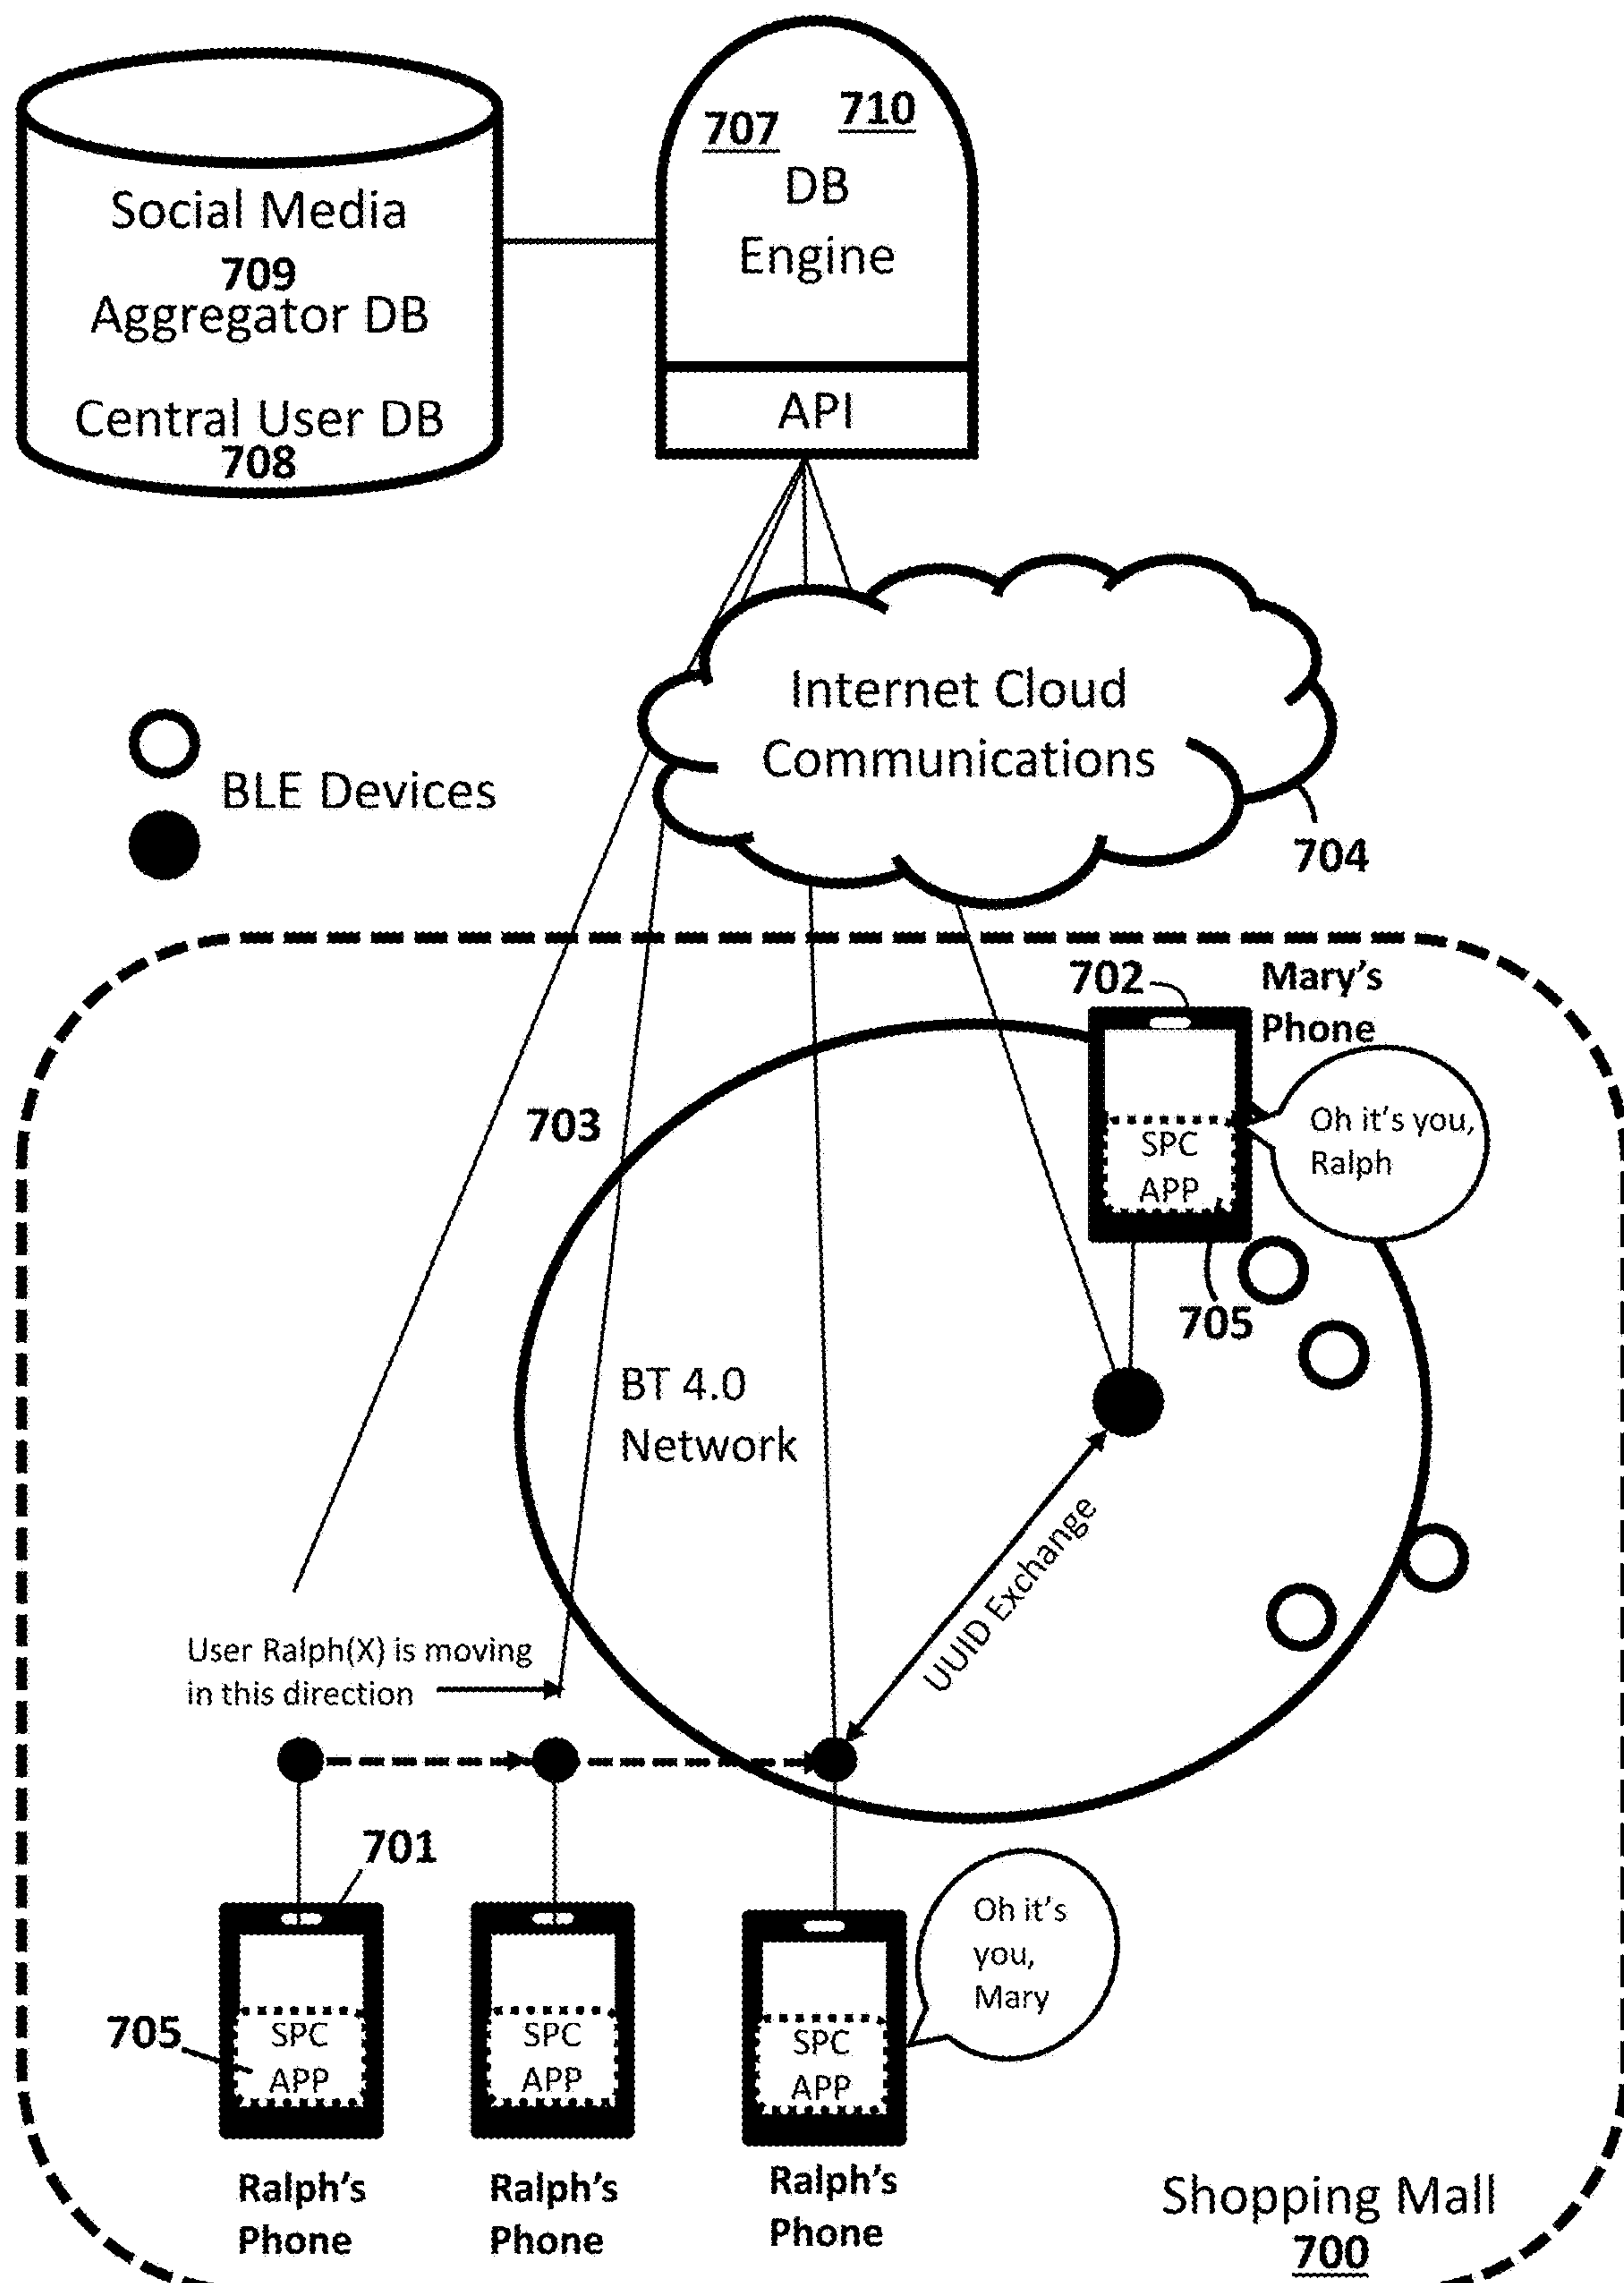 Social Media
709
Aggregator DB
Central User DB
708
707
710
DB
Engine
API
Internet Cloud
Communications
704
BLE Devices
702
Mary's
Phone
SPC
APP
Oh it's you,
Ralph
705
703
BT 4.0
Network
UUID Exchange
User Ralph(X) is moving
in this direction
701
705
SPC
APP
SPC
APP
SPC
APP
Oh it's
you,
Mary
Ralph's
Phone
Ralph's
Phone
Ralph's
Phone
Shopping Mall
700